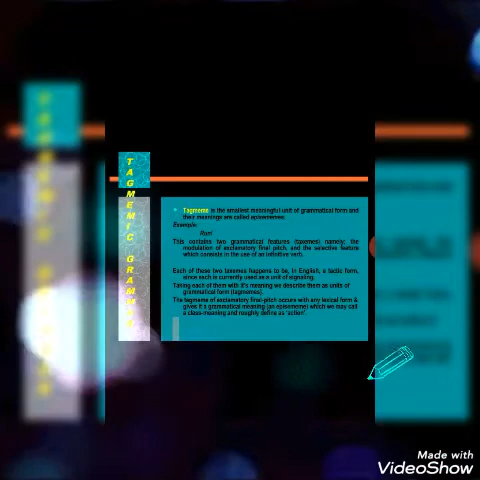 TAGMEMIC GRAMMAR
Tagmeme is the smallest meaningful unit of grammatical form and
their meanings are called episememes.
Example:
Run!
This contains two grammatical features (taxemes) namely; the
modulation of exclamatory final pitch, and the selective feature
which consists in the use of an infinitive verb.
Each of these two taxemes happens to be, in English, a tactic form,
since each is currently used as a unit of signaling.
Taking each of them with it's meaning we describe them as units of
grammatical form (tagmemes).
The tagmeme of exclamatory final-pitch occurs with any lexical form &
gives it a grammatical meaning (an episememe) which we may call
a class-meaning and roughly define as 'action'.
Made with
VideoShow